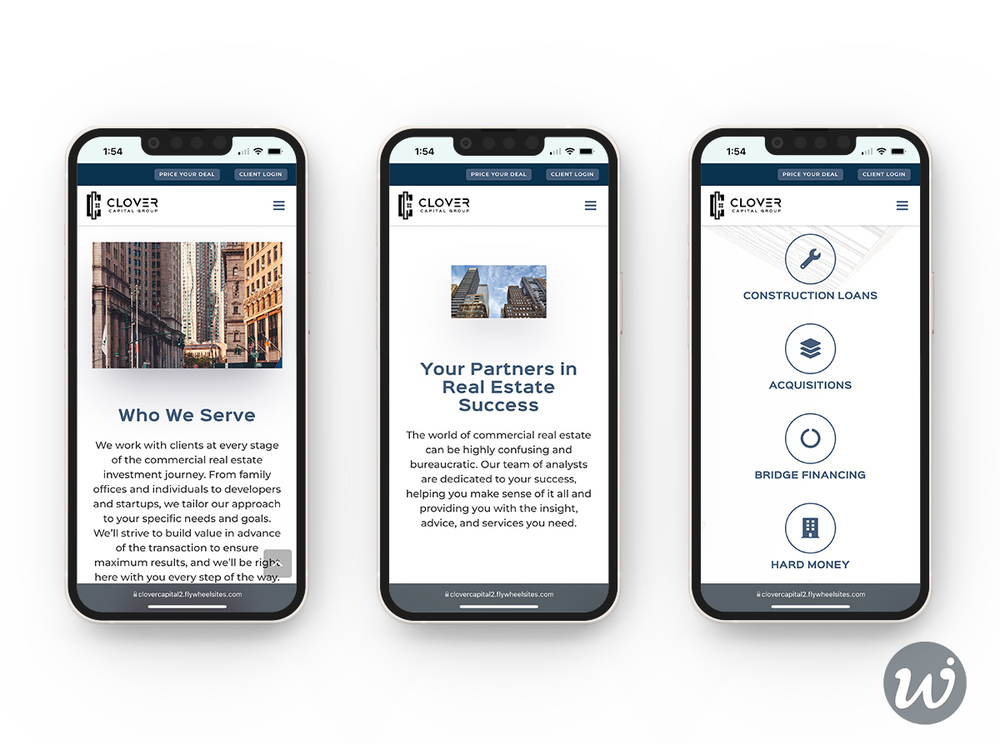 1:54
PRICE YOUR DEAL CLIENT LOGIN
CLOVER
CAPITAL GROUP
Who We Serve
We work with clients at every stage
of the commercial real estate
investment journey. From family
offices and individuals to developers
and startups, we tailor our approach
to your specific needs and goals.
We'll strive to build value in advance
of the transaction to ensure
maximum results, and we'll be right
here with you every step of the way.
clovercapital2.flywheelsites.com
1:54
PRICE YOUR DEAL CLIENT LOGIN
CLOVER
CAPITAL GROUP
Your Partners in
Real Estate
Success
The world of commercial real estate
can be highly confusing and
bureaucratic. Our team of analysts
are dedicated to your success,
helping you make sense of it all and
providing you with the insight,
advice, and services you need.
clovercapital2.flywheelsites.com
1:54
PRICE YOUR DEAL CLIENT LOGIN
CLOVER
CAPITAL GROUP
CONSTRUCTION LOANS
ACQUISITIONS
BRIDGE FINANCING
HARD MONEY
clovercapital2.flywheelsites.com
wi